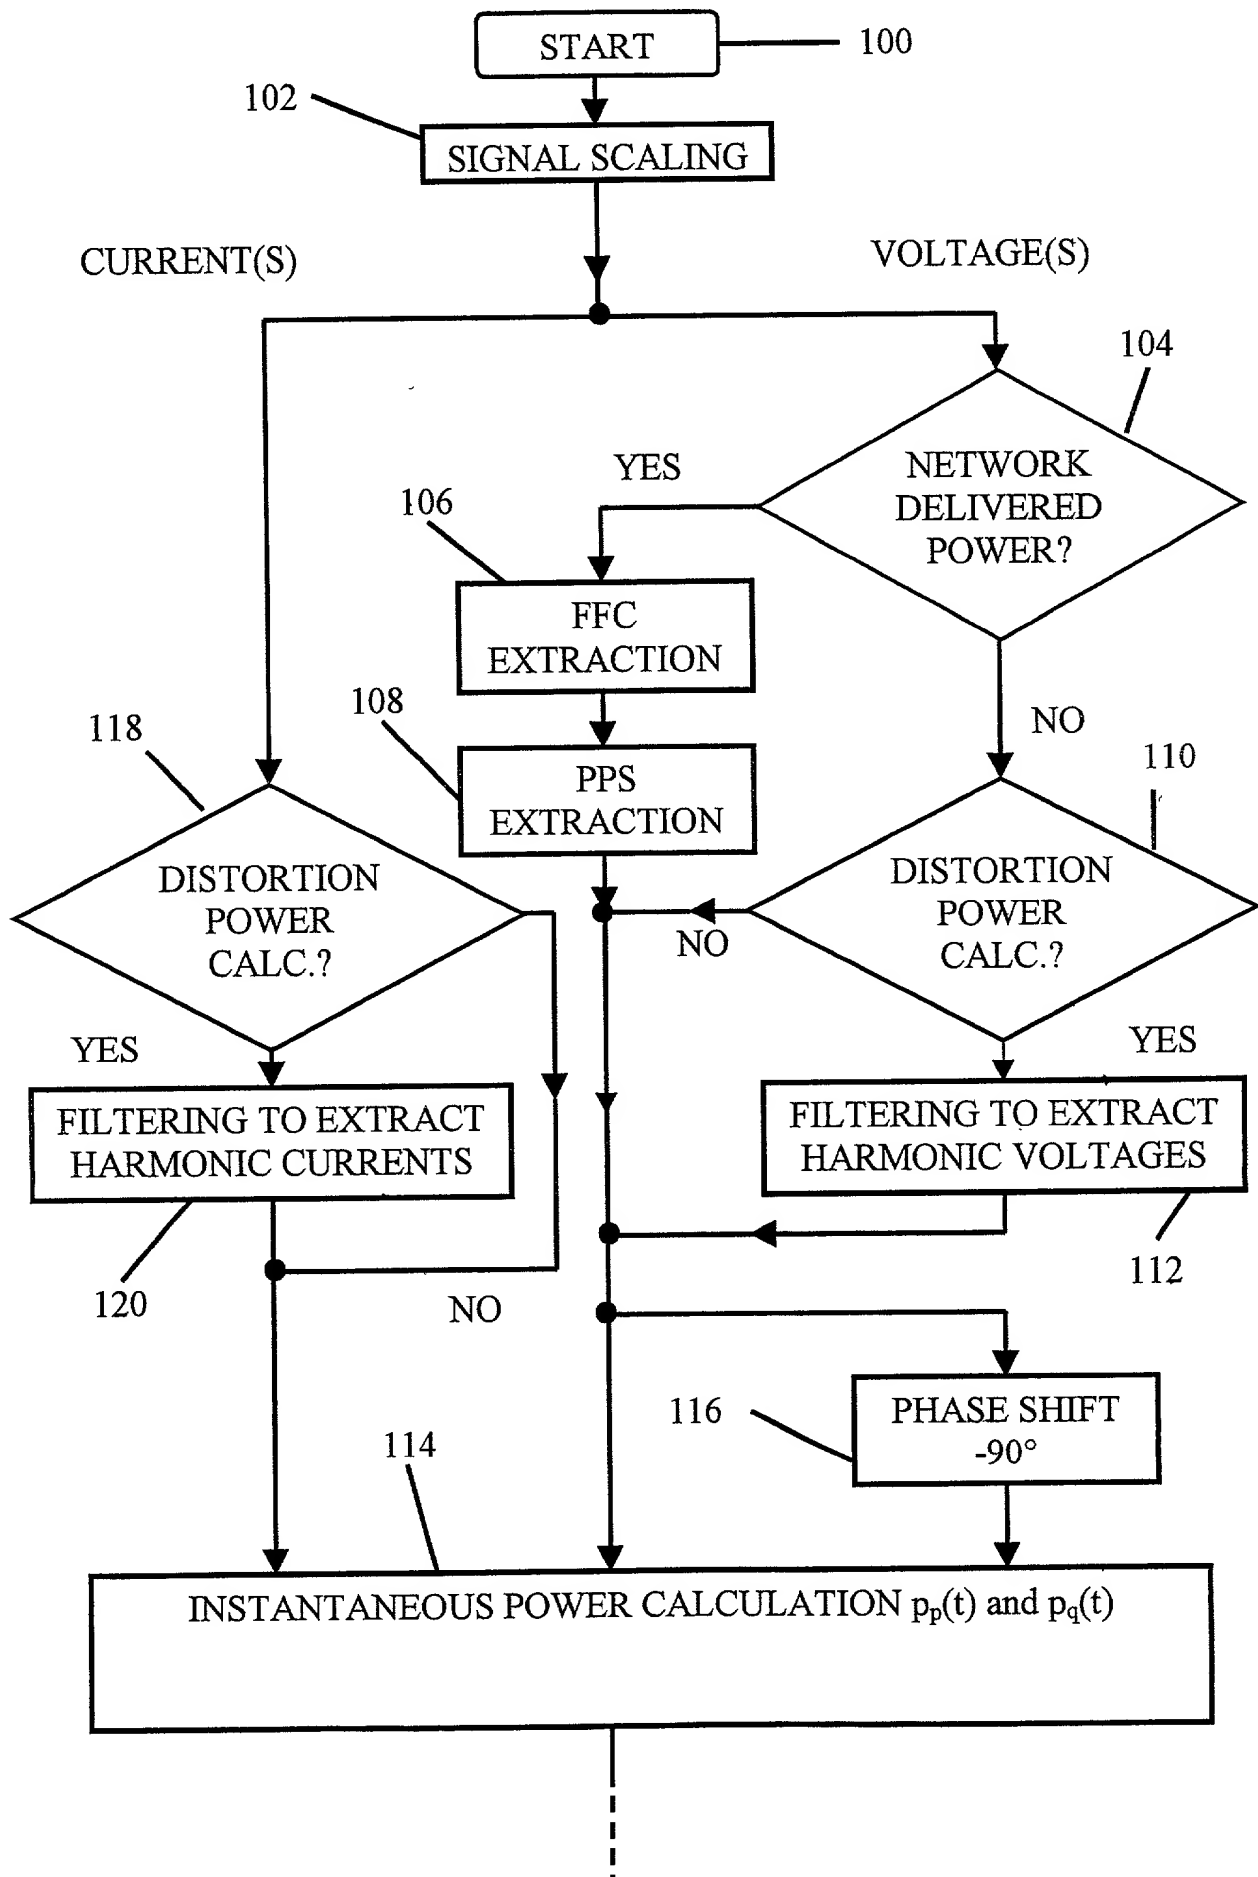 START
100
102
SIGNAL SCALING
CURRENT(S)
VOLTAGE(S)
104
NETWORK
DELIVERED
POWER?
YES
106
FFC
EXTRACTION
NO
108
PPS
EXTRACTION
118
110
DISTORTION
POWER
CALC.?
DISTORTION
POWER
CALC.?
NO
YES
YES
FILTERING TO EXTRACT
HARMONIC CURRENTS
FILTERING TO EXTRACT
HARMONIC VOLTAGES
120
NO
112
116
PHASE SHIFT
-90°
114
INSTANTANEOUS POWER CALCULATION pp(t) and pq(t)